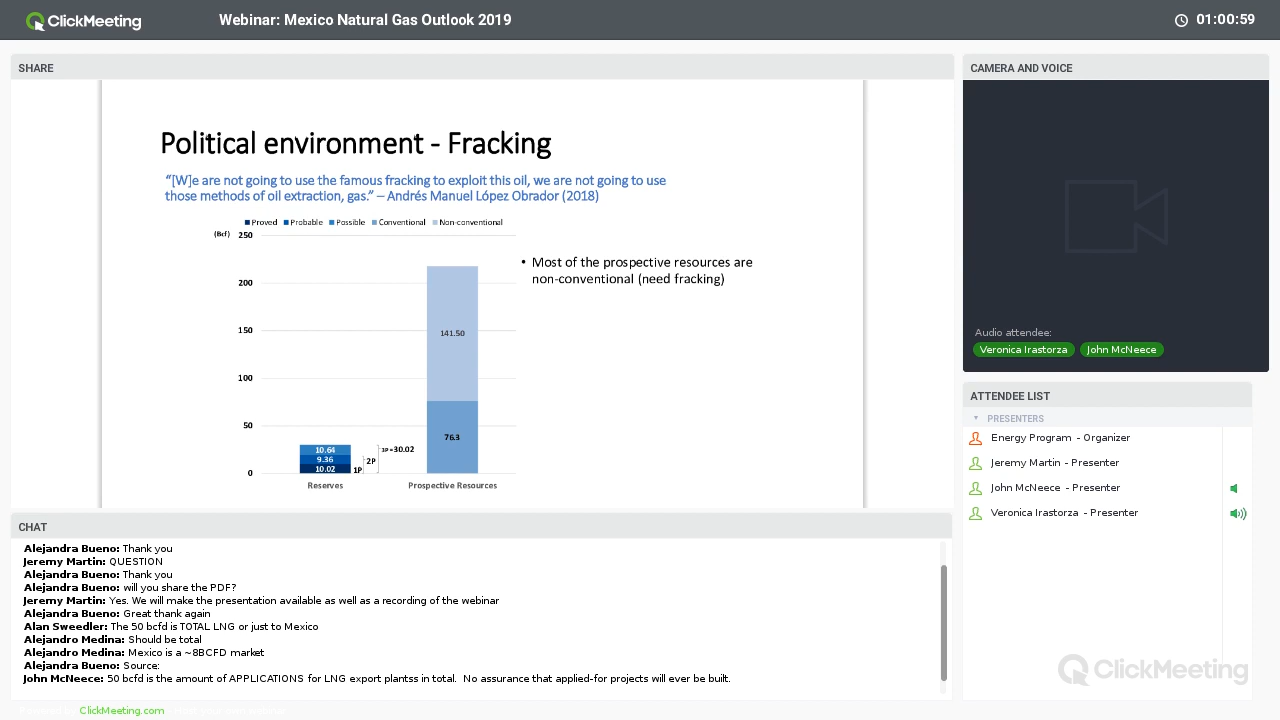 ClickMeeting
Webinar: Mexico Natural Gas Outlook 2019
01:00:59
SHARE
Political environment - Fracking
“[W]e are not going to use the famous fracking to exploit this oil, we are not going to use
those methods of oil extraction, gas.” – Andrés Manuel López Obrador (2018)
Proved Probable Possible Conventional Non-conventional
(Bcf)
250
200
150
100
50
0
141.50
76.3
10.64
9.36
10.02
1P
2P
3P=30.02
Reserves
Prospective Resources
• Most of the prospective resources are
non-conventional (need fracking)
CAMERA AND VOICE
Audio attendee:
Veronica Irastorza John McNeece
ATTENDEE LIST
PRESENTERS
Energy Program - Organizer
Jeremy Martin - Presenter
John McNeece - Presenter
Veronica Irastorza - Presenter
CHAT
Alejandra Bueno: Thank you
Jeremy Martin: QUESTION
Alejandra Bueno: Thank you
Alejandra Bueno: will you share the PDF?
Jeremy Martin: Yes. We will make the presentation available as well as a recording of the webinar
Alejandra Bueno: Great thank again
Alan Sweedler: The 50 bcfd is TOTAL LNG or just to Mexico
Alejandro Medina: Should be total
Alejandro Medina: Mexico is a ~8BCFD market
Alejandra Bueno: Source:
John McNeece: 50 bcfd is the amount of APPLICATIONS for LNG export plantss in total. No assurance that applied-for projects will ever be built.
ClickMeeting
ClickMeeting.com